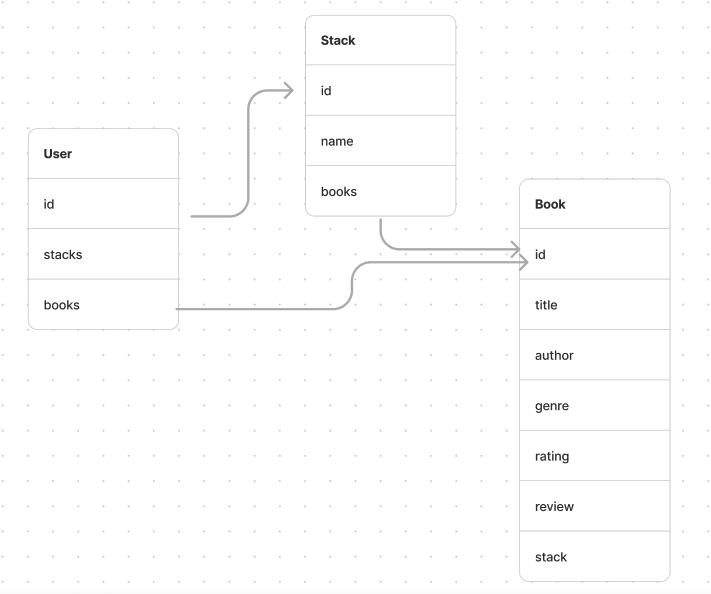 Stack
id
name
books
User
id
stacks
books
Book
id
title
author
genre
rating
review
stack